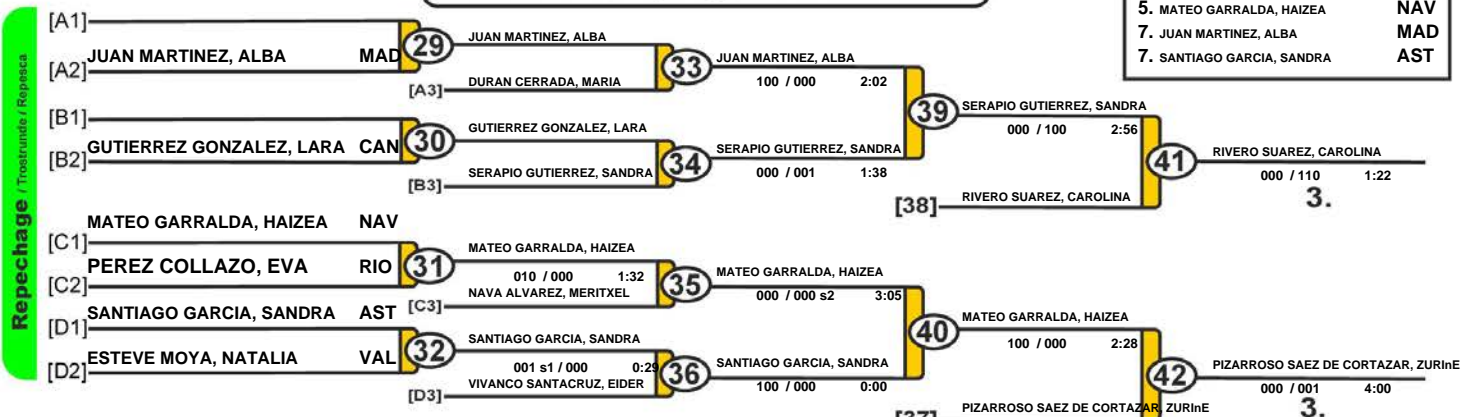 5. MATEO GARRALDA, HAIZEA NAV
7. JUAN MARTINEZ, ALBA MAD
7. SANTIAGO GARCIA, SANDRA AST
Repechage / Trostrunde / Repesca
[A1]
[A2] JUAN MARTINEZ, ALBA MAD
29
JUAN MARTINEZ, ALBA
[A3] DURAN CERRADA, MARIA
33
JUAN MARTINEZ, ALBA
100 / 000 2:02
[B1]
[B2] GUTIERREZ GONZALEZ, LARA CAN
30
GUTIERREZ GONZALEZ, LARA
[B3] SERAPIO GUTIERREZ, SANDRA
34
SERAPIO GUTIERREZ, SANDRA
000 / 001 1:38
39
SERAPIO GUTIERREZ, SANDRA
000 / 100 2:56
[38] RIVERO SUAREZ, CAROLINA
41
RIVERO SUAREZ, CAROLINA
000 / 110 1:22
3.
[C1] MATEO GARRALDA, HAIZEA NAV
[C2] PEREZ COLLAZO, EVA RIO
31
MATEO GARRALDA, HAIZEA
010 / 000 1:32
[C3] NAVA ALVAREZ, MERITXEL
35
MATEO GARRALDA, HAIZEA
000 / 000 s2 3:05
[D1] SANTIAGO GARCIA, SANDRA AST
[D2] ESTEVE MOYA, NATALIA VAL
32
SANTIAGO GARCIA, SANDRA
001 s1 / 000 0:29
[D3] VIVANCO SANTACRUZ, EIDER
36
SANTIAGO GARCIA, SANDRA
100 / 000 0:00
40
MATEO GARRALDA, HAIZEA
100 / 000 2:28
[37] PIZARROSO SAEZ DE CORTAZAR, ZURInE
42
PIZARROSO SAEZ DE CORTAZAR, ZURInE
000 / 001 4:00
3.